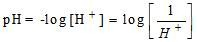 pH = -log [H⁺] = log [1/H⁺]